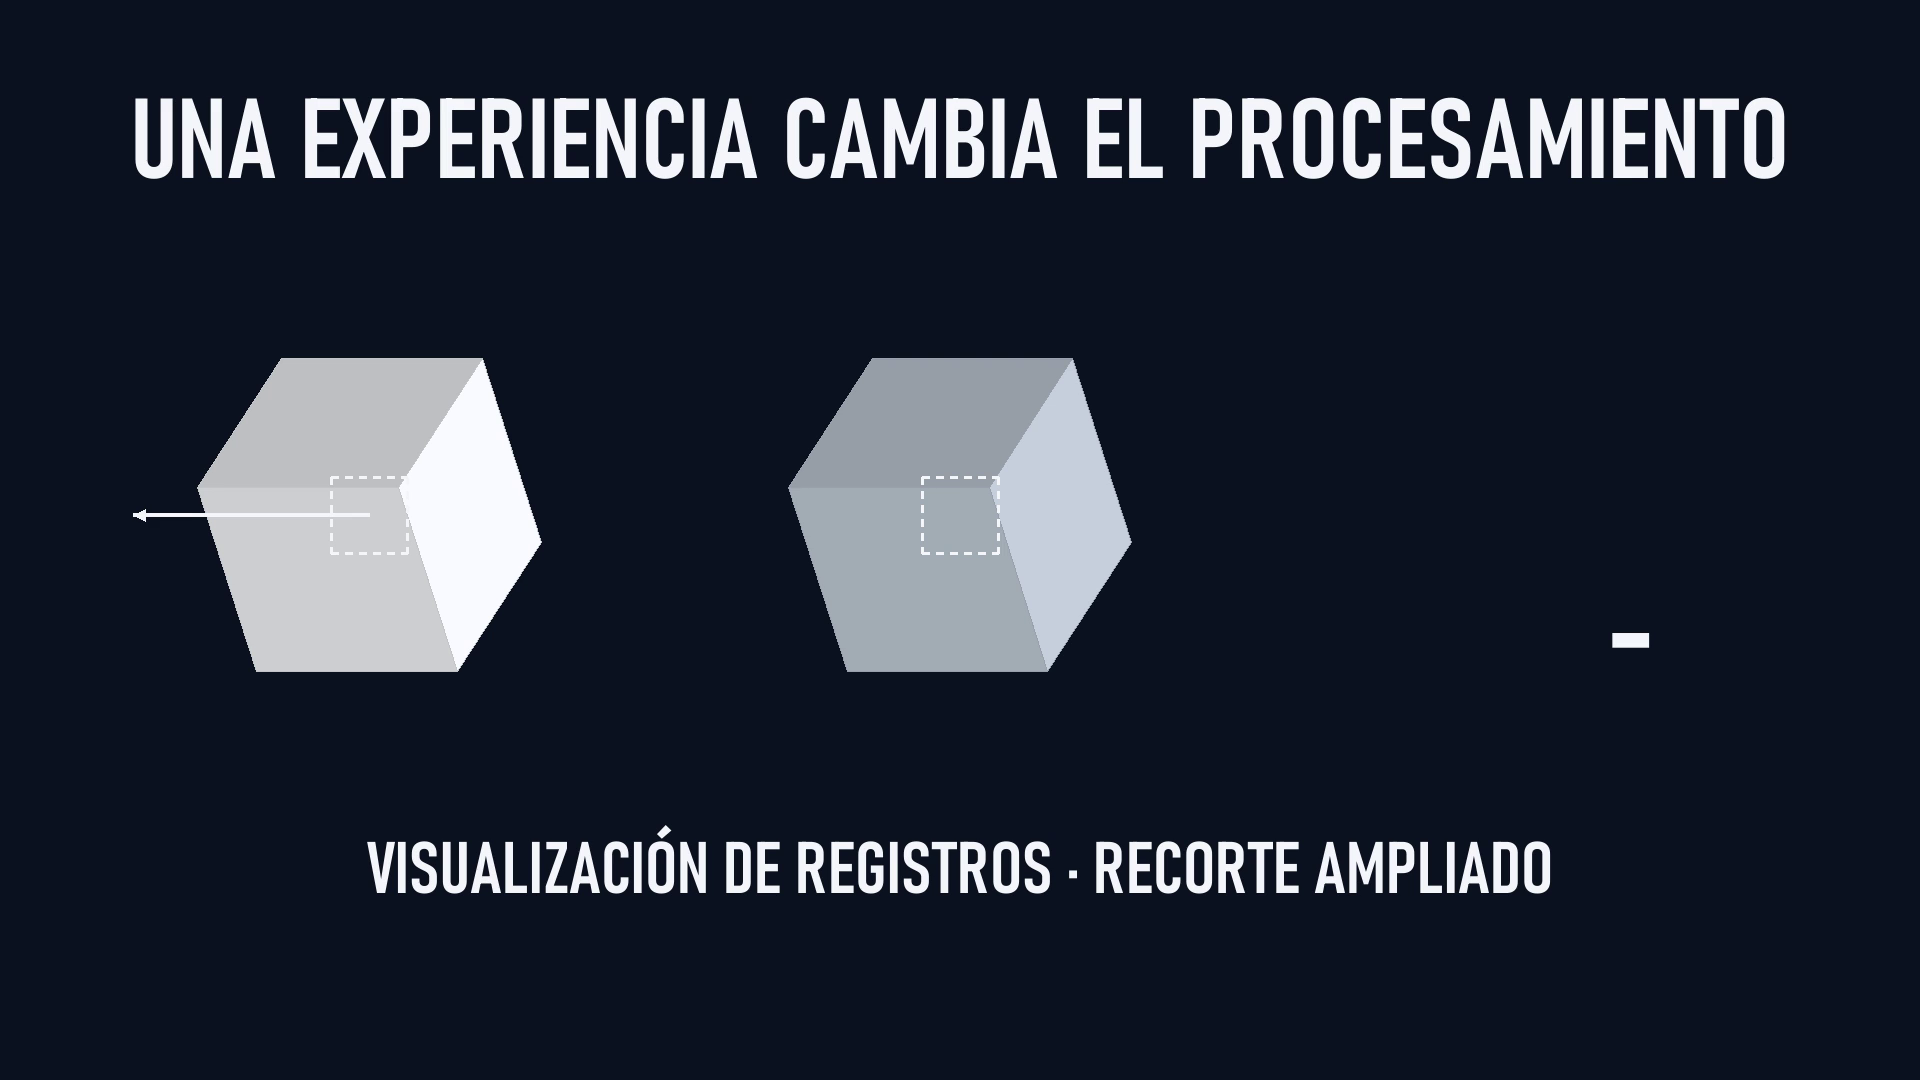 UNA EXPERIENCIA CAMBIA EL PROCESAMIENTO
VISUALIZACIÓN DE REGISTROS · RECORTE AMPLIADO